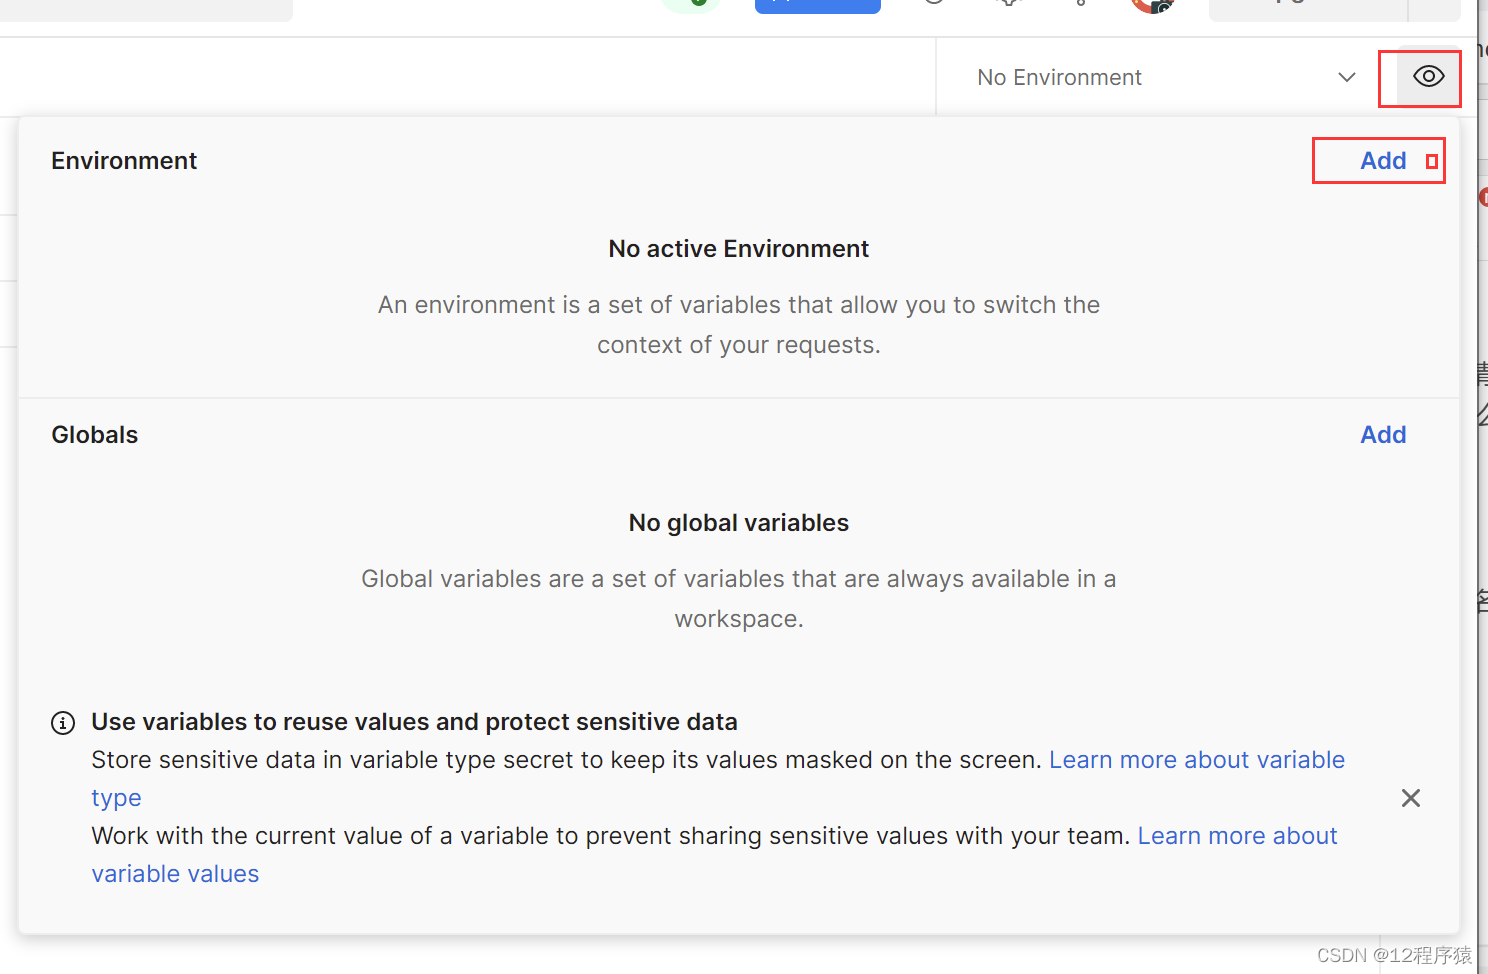 No Environment
Environment
Add
No active Environment
An environment is a set of variables that allow you to switch the
context of your requests.
Globals
Add
No global variables
Global variables are a set of variables that are always available in a
workspace.
Use variables to reuse values and protect sensitive data
Store sensitive data in variable type secret to keep its values masked on the screen. Learn more about variable
type
Work with the current value of a variable to prevent sharing sensitive values with your team. Learn more about
variable values
CSDN @12程序猿